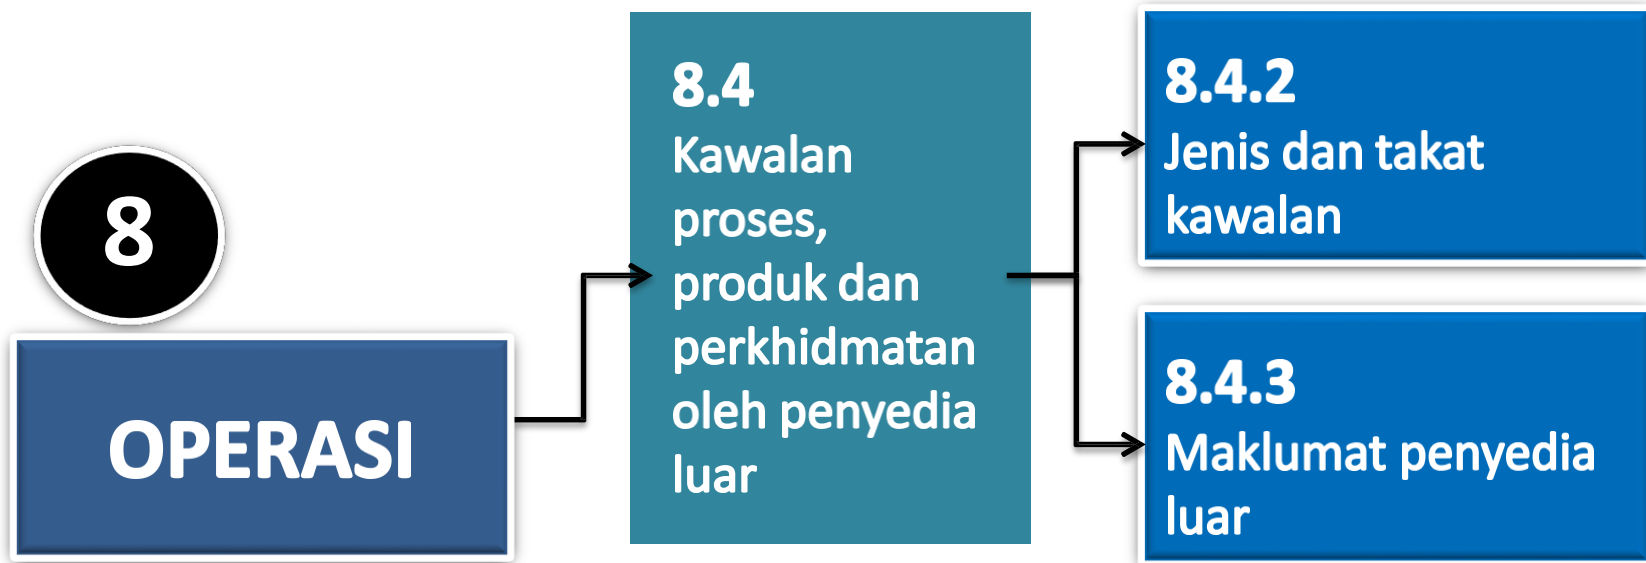 8
OPERASI
8.4
Kawalan
proses,
produk dan
perkhidmatan
oleh penyedia
luar
8.4.2
Jenis dan takat
kawalan
8.4.3
Maklumat penyedia
luar